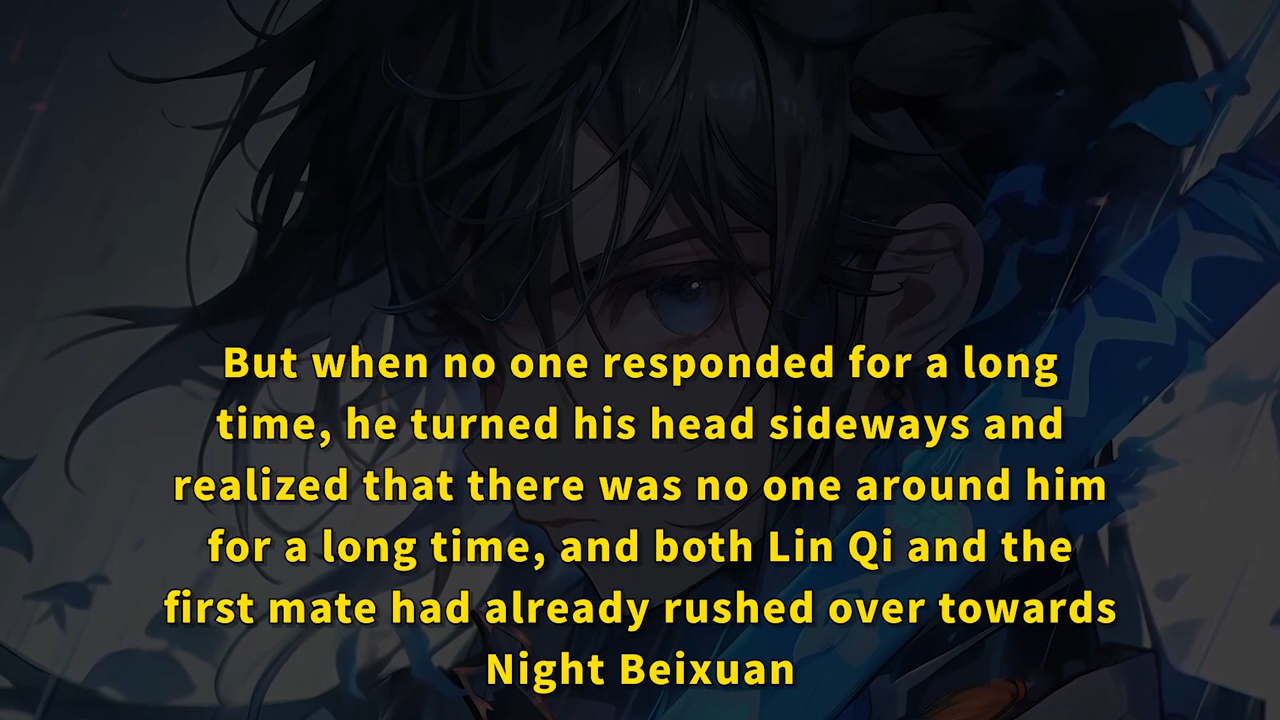 But when no one responded for a long
time, he turned his head sideways and
realized that there was no one around him
for a long time, and both Lin Qi and the
first mate had already rushed over towards
Night Beixuan